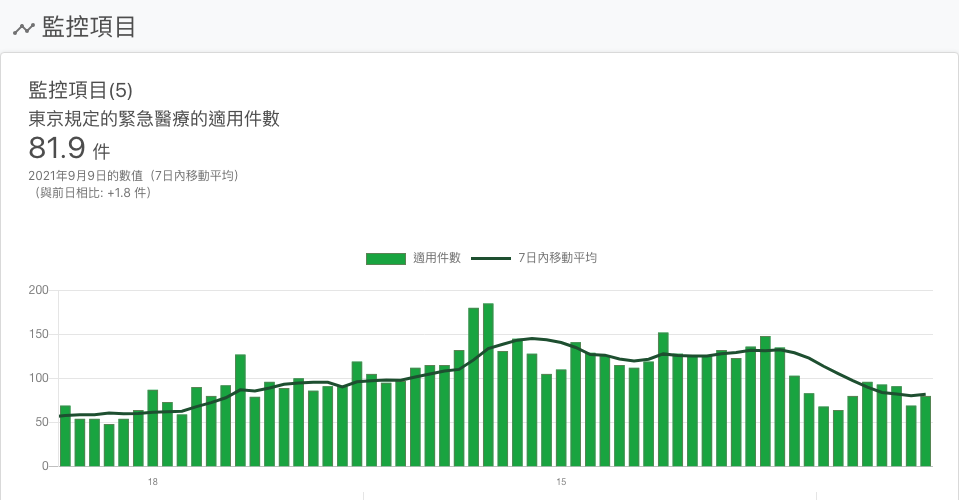 監控項目
監控項目(5)
東京規定的緊急醫療的適用件數
81.9 件
2021年9月9日的數值（7日內移動平均）
（與前日相比: +1.8 件）
適用件數 7日內移動平均
200
150
100
50
0
18 15